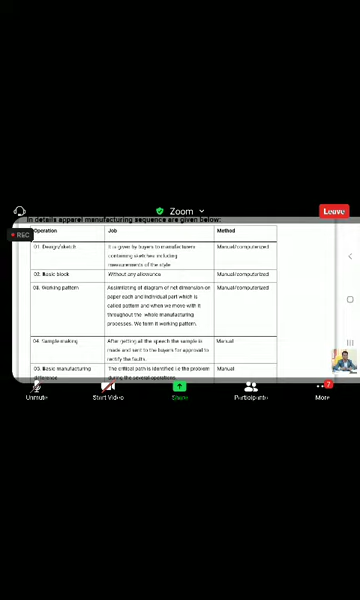 Zoom
Leave
In details apparel manufacturing sequence are given below:
REC
Operation Job Method
01. Design/sketch It is given by buyers to manufacturers Manual/computerized
containing sketches including
measurements of the style
02. Basic block Without any allowance Manual/computerized
03. Working pattern Assembling of diagram of net dimension on Manual/computerized
paper each and individual part which is
called pattern and when we move with it
throughout the whole manufacturing
processes. We term it working pattern.
04. Sample making After getting all the speech the sample is Manual
made and sent to the buyers for approval to
rectify the faults.
05. Basic manufacturing The critical path is identified i.e the problem Manual
difference during the several operations.
Unmute Start Video Share Participants More